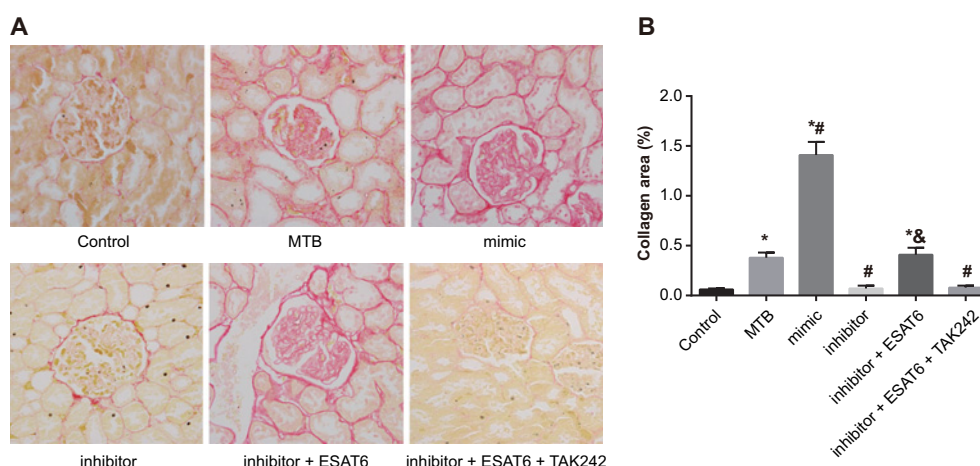 A
Control
MTB
mimic
inhibitor
inhibitor + ESAT6
inhibitor + ESAT6 + TAK242
B
Collagen area (%)
2.0
1.5
1.0
0.5
0.0
*
*#
#
*&
#
Control
MTB
mimic
inhibitor
inhibitor + ESAT6
inhibitor + ESAT6 + TAK242